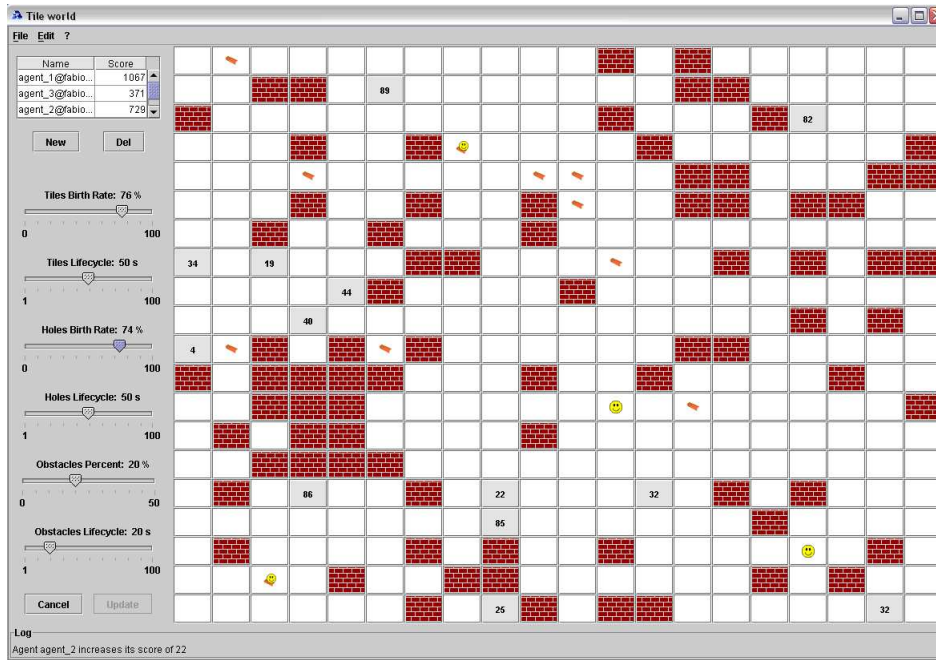 Tile world
File Edit ?
Name Score
agent_1@fabio... 1067
agent_3@fabio... 371
agent_2@fabio... 729
New Del
Tiles Birth Rate: 76 %
0 100
Tiles Lifecycle: 50 s
1 100
Holes Birth Rate: 74 %
0 100
Holes Lifecycle: 50 s
1 100
Obstacles Percent: 20 %
0 50
Obstacles Lifecycle: 20 s
1 100
Cancel Update
89
82
34 19
44
40
4
86 22 32
85
25 32
Log
Agent agent_2 increases its score of 22